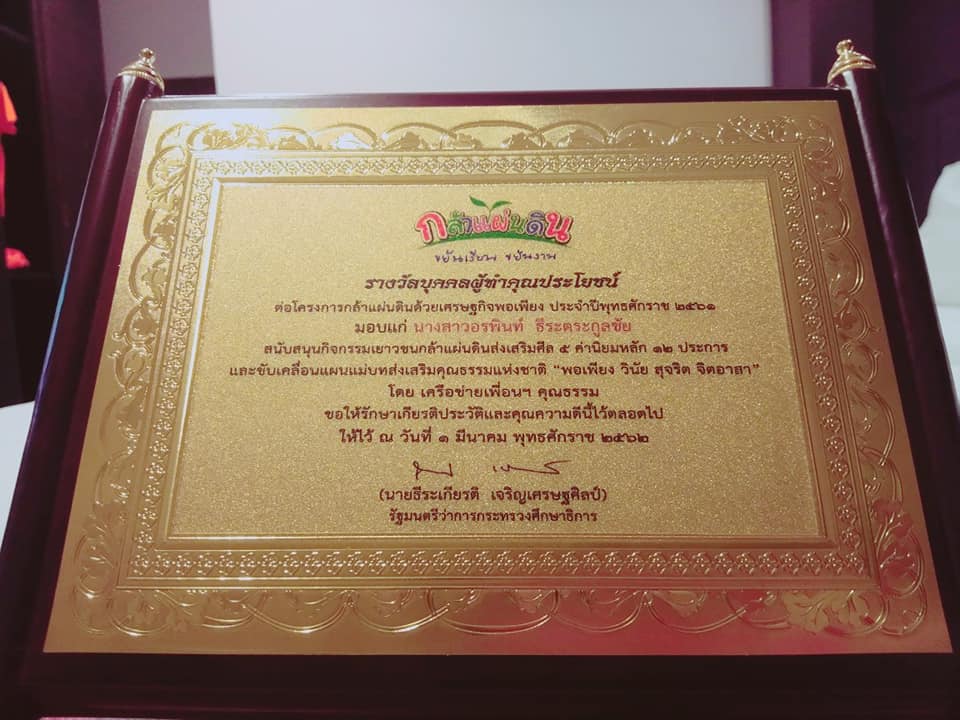 กล้าแผ่นดิน
ขยันเรียน ขยันงาน
รางวัลบุคคลผู้ทำคุณประโยชน์
ต่อโครงการกล้าแผ่นดินด้วยเศรษฐกิจพอเพียง ประจำปีพุทธศักราช ๒๕๖๑
มอบแก่ นางสาวอรพินท์ ธีระตระกูลชัย
สนับสนุนกิจกรรมเยาวชนกล้าแผ่นดินส่งเสริมศีล ๕ ค่านิยมหลัก ๑๒ ประการ
และขับเคลื่อนแผนแม่บทส่งเสริมคุณธรรมแห่งชาติ “พอเพียง วินัย สุจริต จิตอาสา”
โดย เครือข่ายเพื่อนฯ คุณธรรม
ขอให้รักษาเกียรติประวัติและคุณความดีนี้ไว้ตลอดไป
ให้ไว้ ณ วันที่ ๑ มีนาคม พุทธศักราช ๒๕๖๒
(นายธีระเกียรติ เจริญเศรษฐศิลป์)
รัฐมนตรีว่าการกระทรวงศึกษาธิการ